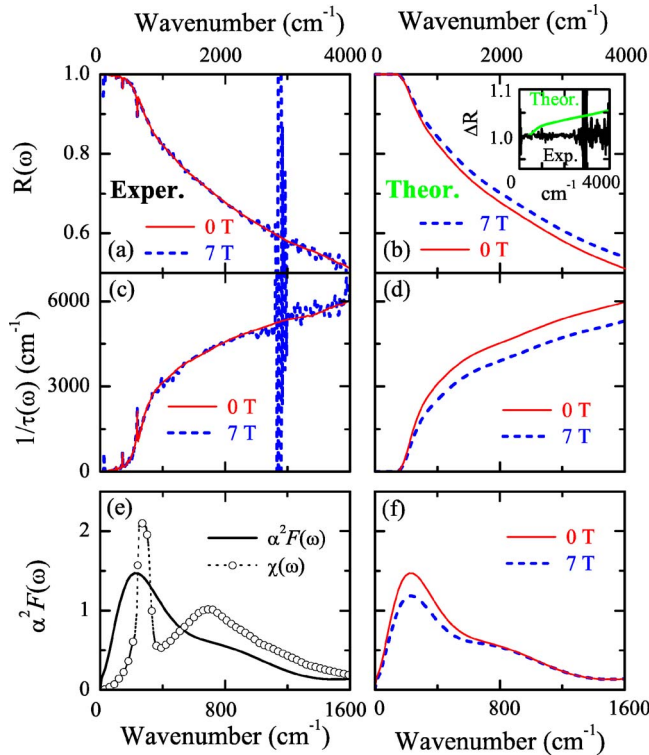 Wavenumber (cm⁻¹)
Wavenumber (cm⁻¹)
0 2000 4000
0 2000 4000
1.0
0.8
0.6
R(ω)
Exper.
0 T
7 T
(a)
Theor.
7 T
0 T
(b)
1.1
1.0
ΔR
Theor.
Exp.
0 4000
cm⁻¹
6000
3000
0
1/τ(ω) (cm⁻¹)
(c)
0 T
7 T
(d)
0 T
7 T
2
1
0
α²F(ω)
(e)
α²F(ω)
χ(ω)
(f)
0 T
7 T
0 800 1600
0 800 1600
Wavenumber (cm⁻¹)
Wavenumber (cm⁻¹)